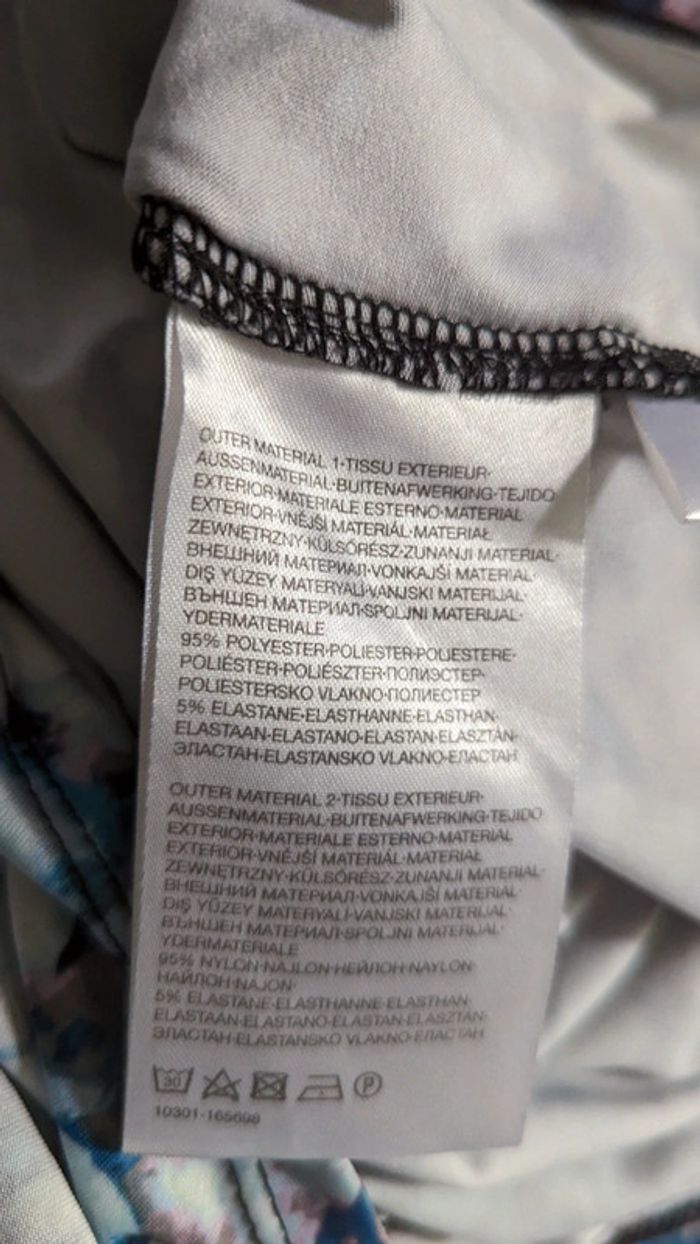 OUTER MATERIAL 1·TISSU EXTERIEUR·
AUSSENMATERIAL·BUITENAFWERKING·TEJIDO
EXTERIOR·MATERIALE ESTERNO·MATERIAL
EXTERIOR·VNĚJŠÍ MATERIÁL·MATERIAŁ
ZEWNĘTRZNY·KÜLSŐRÉSZ·ZUNANJI MATERIAL·
ВНЕШНИЙ МАТЕРИАЛ·VONKAJŠÍ MATERIÁL·
DIŞ YÜZEY MATERYALİ·VANJSKI MATERIJAL·
ВЪНШЕН МАТЕРИАЛ·SPOLJNI MATERIJAL·
YDERMATERIALE
95% POLYESTER·POLIESTER·POLIESTERE·
POLIÉSTER·POLIÉSZTER·ПОЛИЭСТЕР·
POLIESTERSKO VLAKNO·ПОЛИЕСТЕР
5% ELASTANE·ELASTHANNE·ELASTHAN·
ELASTAAN·ELASTANO·ELASTAN·ELASZTÁN·
ЭЛАСТАН·ELASTANSKO VLAKNO·ЕЛАСТАН
OUTER MATERIAL 2·TISSU EXTERIEUR·
AUSSENMATERIAL·BUITENAFWERKING·TEJIDO
EXTERIOR·MATERIALE ESTERNO·MATERIAL
EXTERIOR·VNĚJŠÍ MATERIÁL·MATERIAŁ
ZEWNĘTRZNY·KÜLSŐRÉSZ·ZUNANJI MATERIAL·
ВНЕШНИЙ МАТЕРИАЛ·VONKAJŠÍ MATERIÁL·
DIŞ YÜZEY MATERYALİ·VANJSKI MATERIJAL·
ВЪНШЕН МАТЕРИАЛ·SPOLJNI MATERIJAL·
YDERMATERIALE
95% NYLON·NAJLON·НЕЙЛОН·NAYLON·
НАЙЛОН·NAJON·
5% ELASTANE·ELASTHANNE·ELASTHAN·
ELASTAAN·ELASTANO·ELASTAN·ELASZTÁN·
ЭЛАСТАН·ELASTANSKO VLAKNO·ЕЛАСТАН
30 P
10301-165698